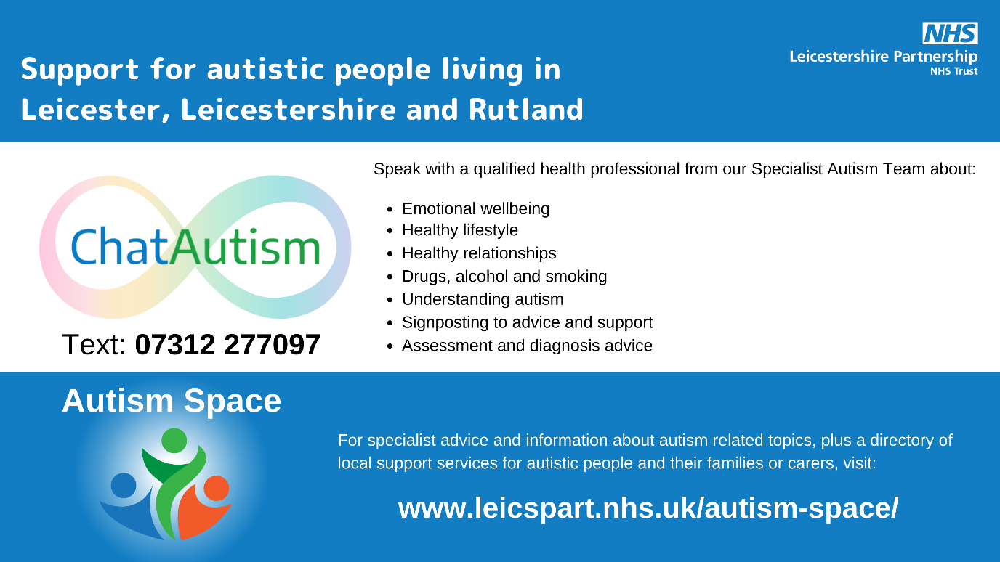 NHS
Leicestershire Partnership
NHS Trust
Support for autistic people living in
Leicester, Leicestershire and Rutland
ChatAutism
Text: 07312 277097
Speak with a qualified health professional from our Specialist Autism Team about:
• Emotional wellbeing
• Healthy lifestyle
• Healthy relationships
• Drugs, alcohol and smoking
• Understanding autism
• Signposting to advice and support
• Assessment and diagnosis advice
Autism Space
For specialist advice and information about autism related topics, plus a directory of
local support services for autistic people and their families or carers, visit:
www.leicspart.nhs.uk/autism-space/